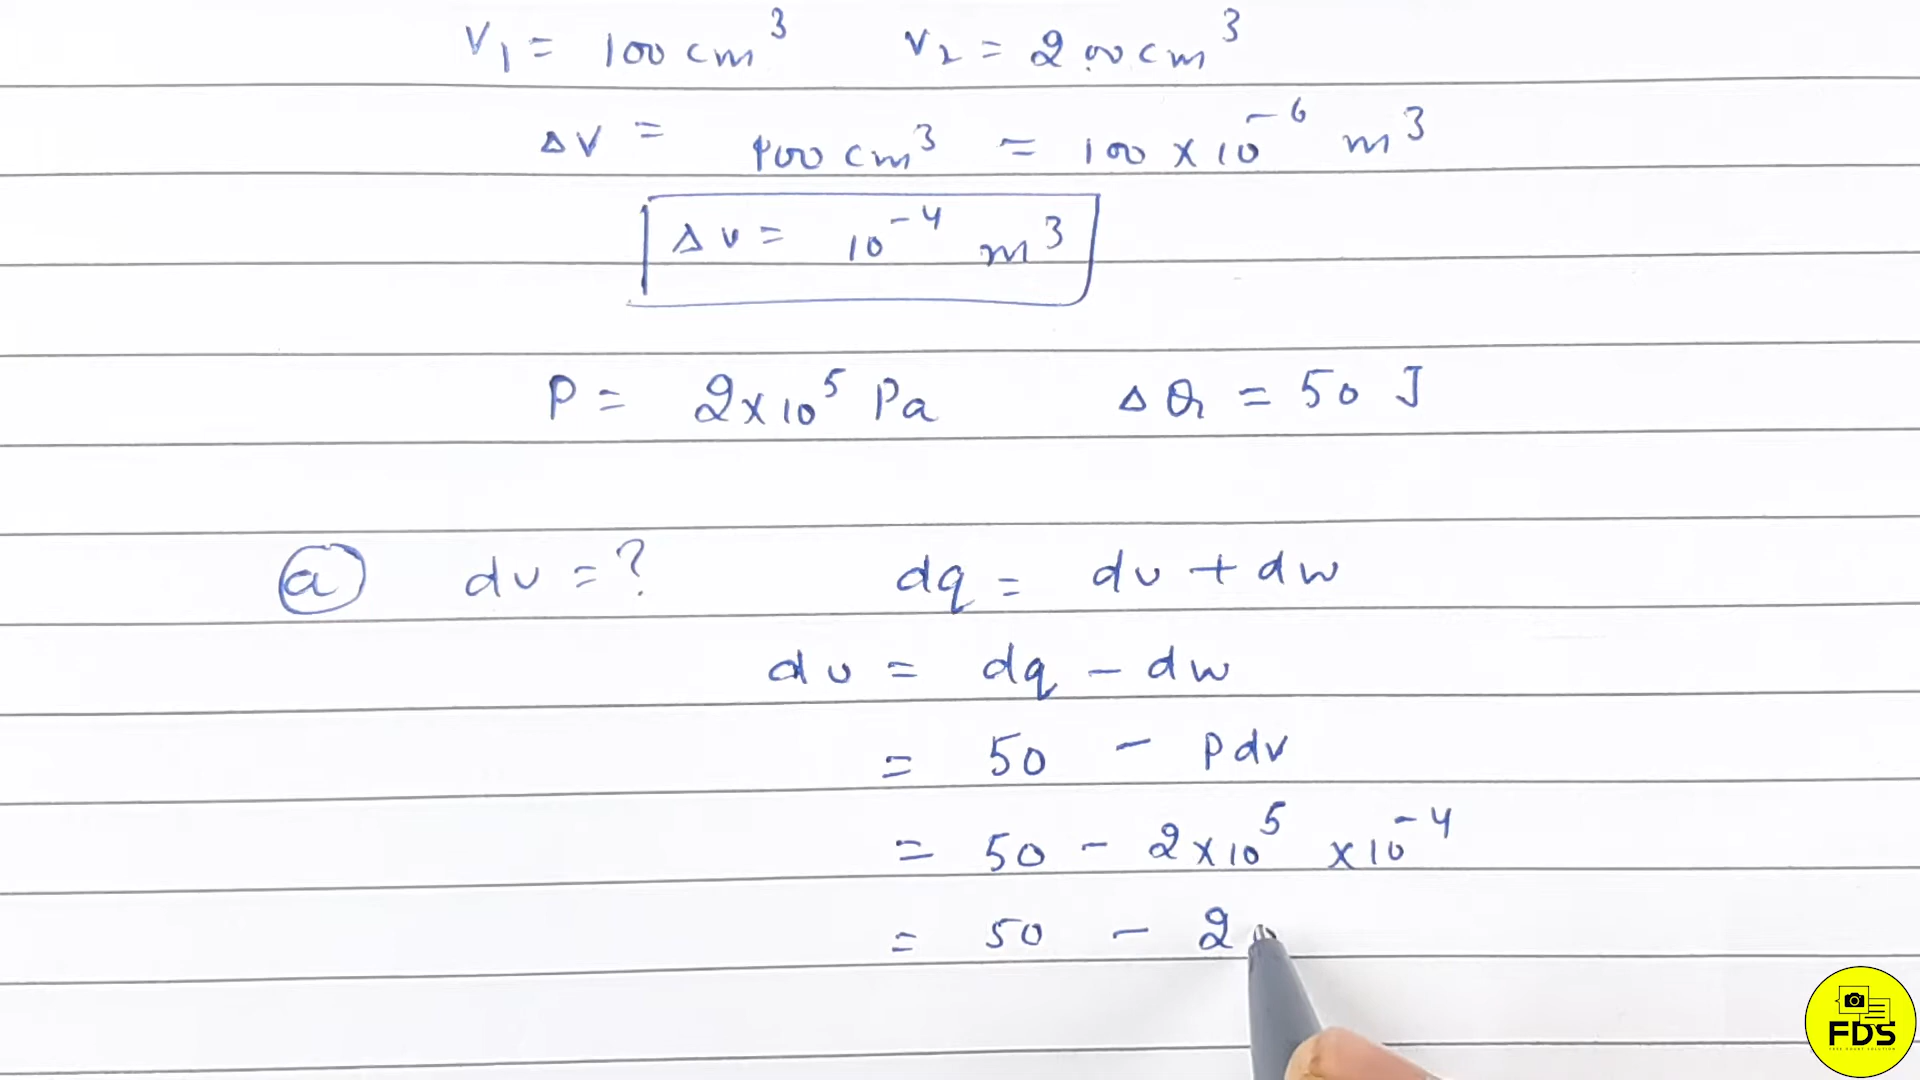 V₁ = 100 cm³ V₂ = 200 cm³
ΔV = 100 cm³ = 100 × 10⁻⁶ m³
ΔV = 10⁻⁴ m³
P = 2×10⁵ Pa ΔQ = 50 J
(a) du = ? dq = du + dw
du = dq - dw
= 50 - Pdv
= 50 - 2×10⁵ ×10⁻⁴
= 50 - 2
FDS